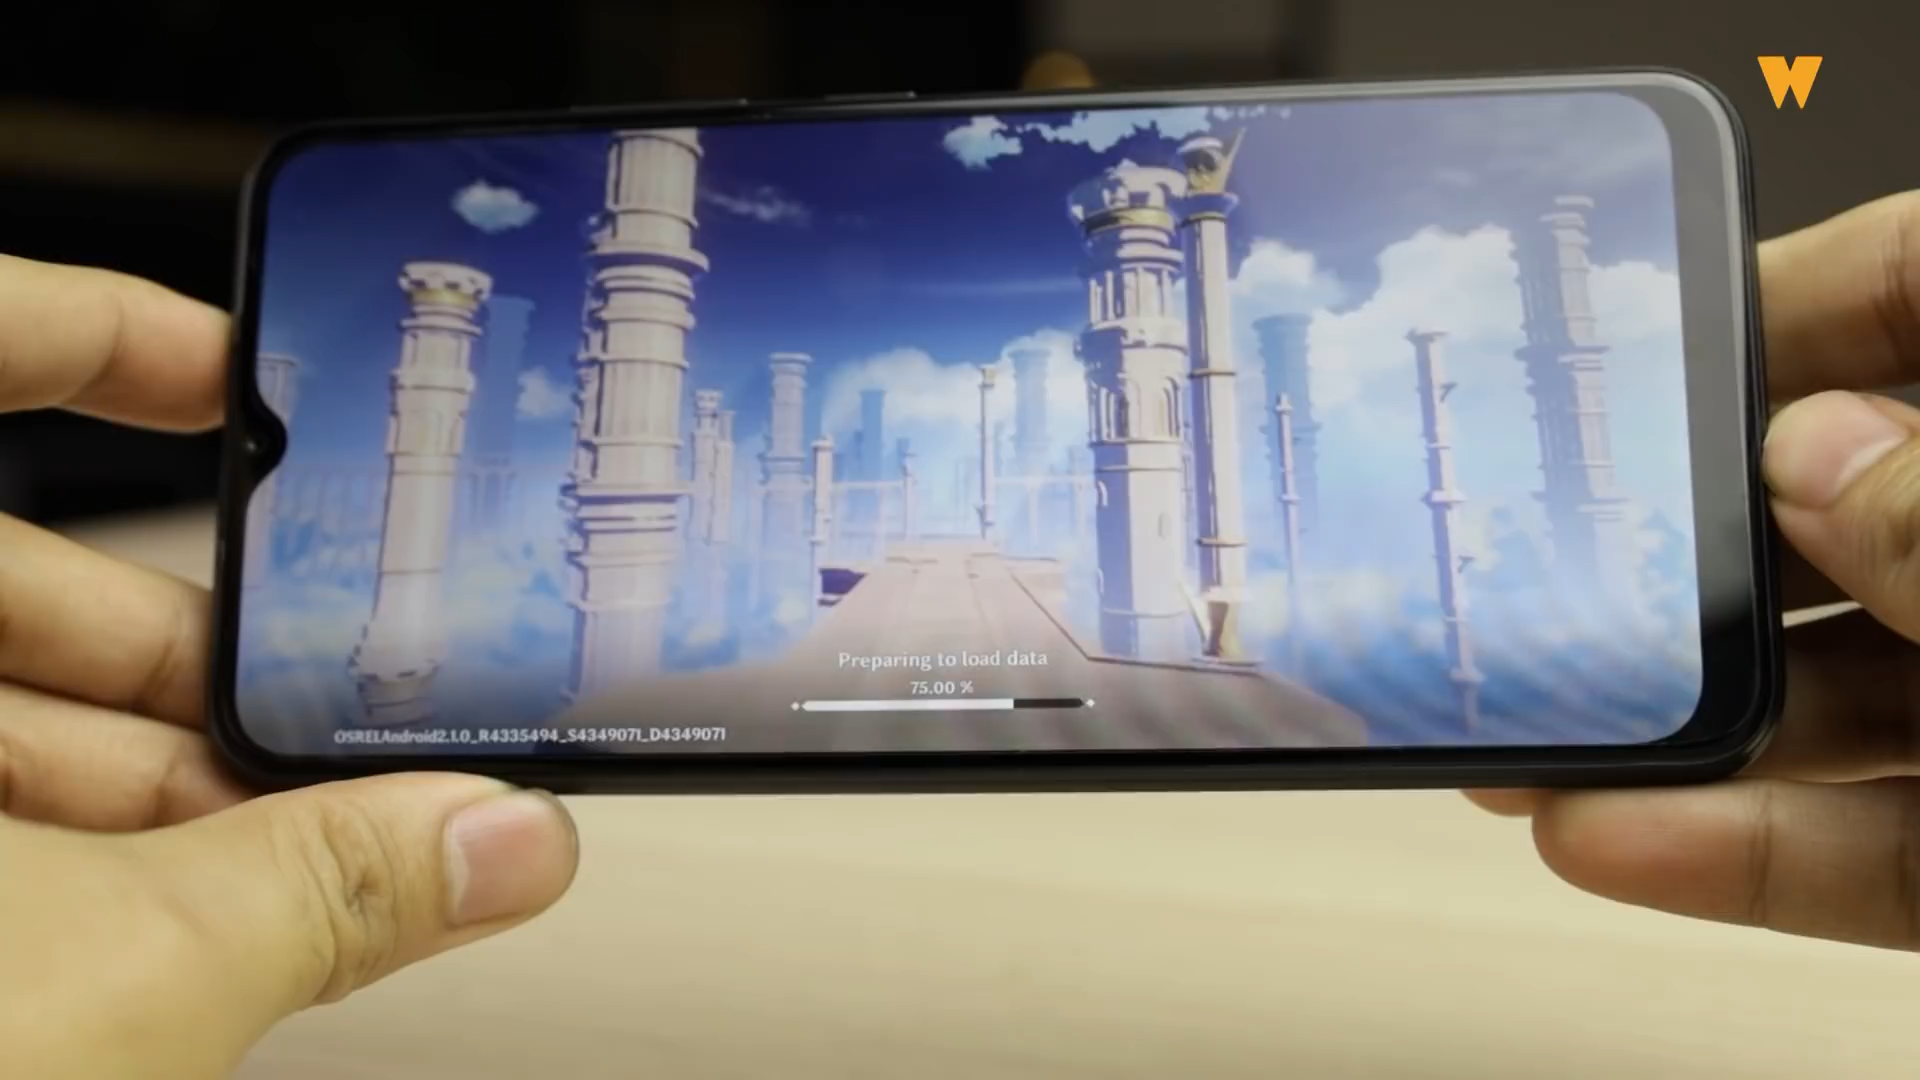 W
Preparing to load data
75.00 %
OSRELAndroid2.1.0_R4335494_S4349071_D4349071